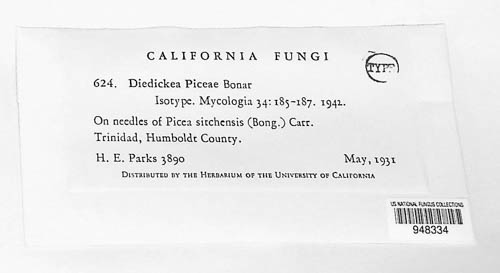 CALIFORNIA FUNGI
TYPE
624. Diedickea Piceae Bonar
Isotype. Mycologia 34: 185-187. 1942.
On needles of Picea sitchensis (Bong.) Carr.
Trinidad, Humboldt County.
H. E. Parks 3890 May, 1931
DISTRIBUTED BY THE HERBARIUM OF THE UNIVERSITY OF CALIFORNIA
US NATIONAL FUNGUS COLLECTIONS
948334